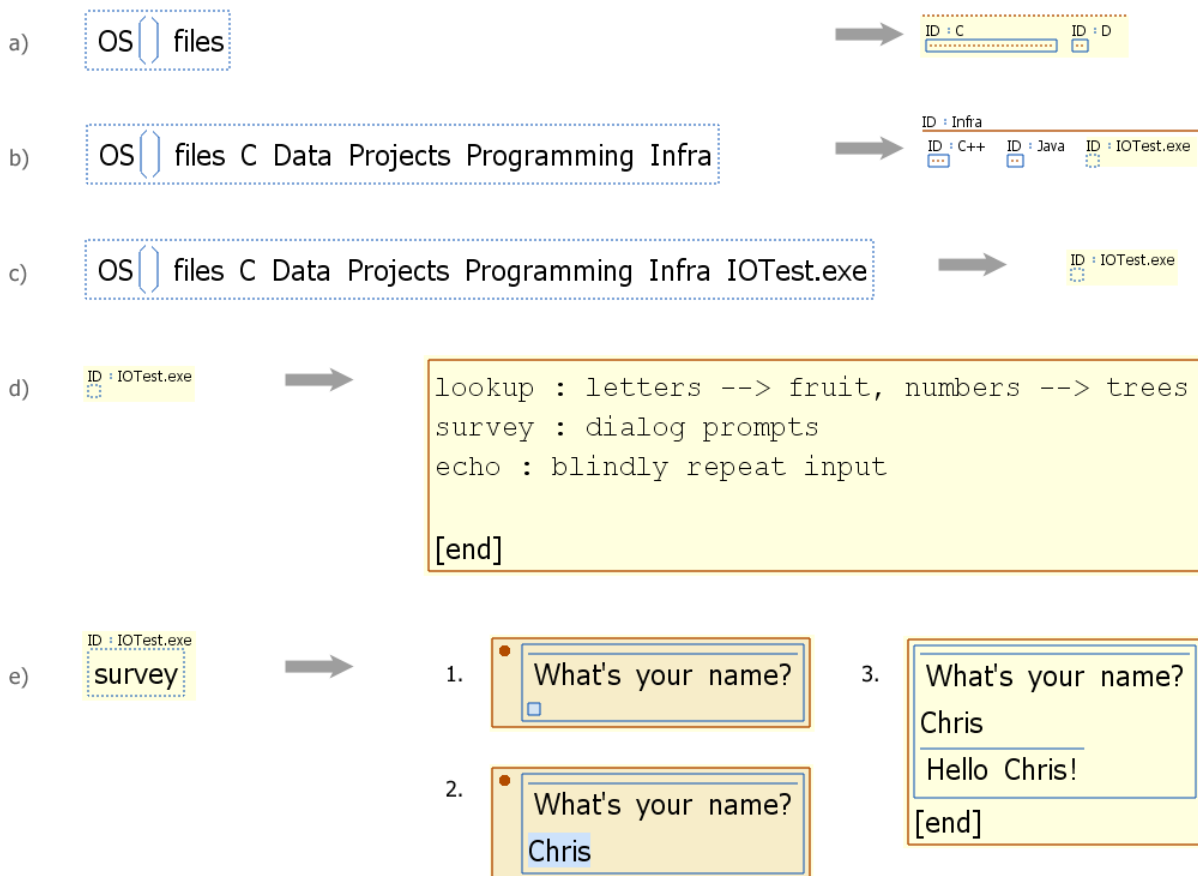 a) OS() files ID : C ID : D
ID : Infra
b) OS() files C Data Projects Programming Infra ID : C++ ID : Java ID : IOTest.exe
c) OS() files C Data Projects Programming Infra IOTest.exe ID : IOTest.exe
d) ID : IOTest.exe
lookup : letters --> fruit, numbers --> trees
survey : dialog prompts
echo : blindly repeat input
[end]
e) ID : IOTest.exe
survey
1. What's your name?
2. What's your name?
Chris
3. What's your name?
Chris
Hello Chris!
[end]